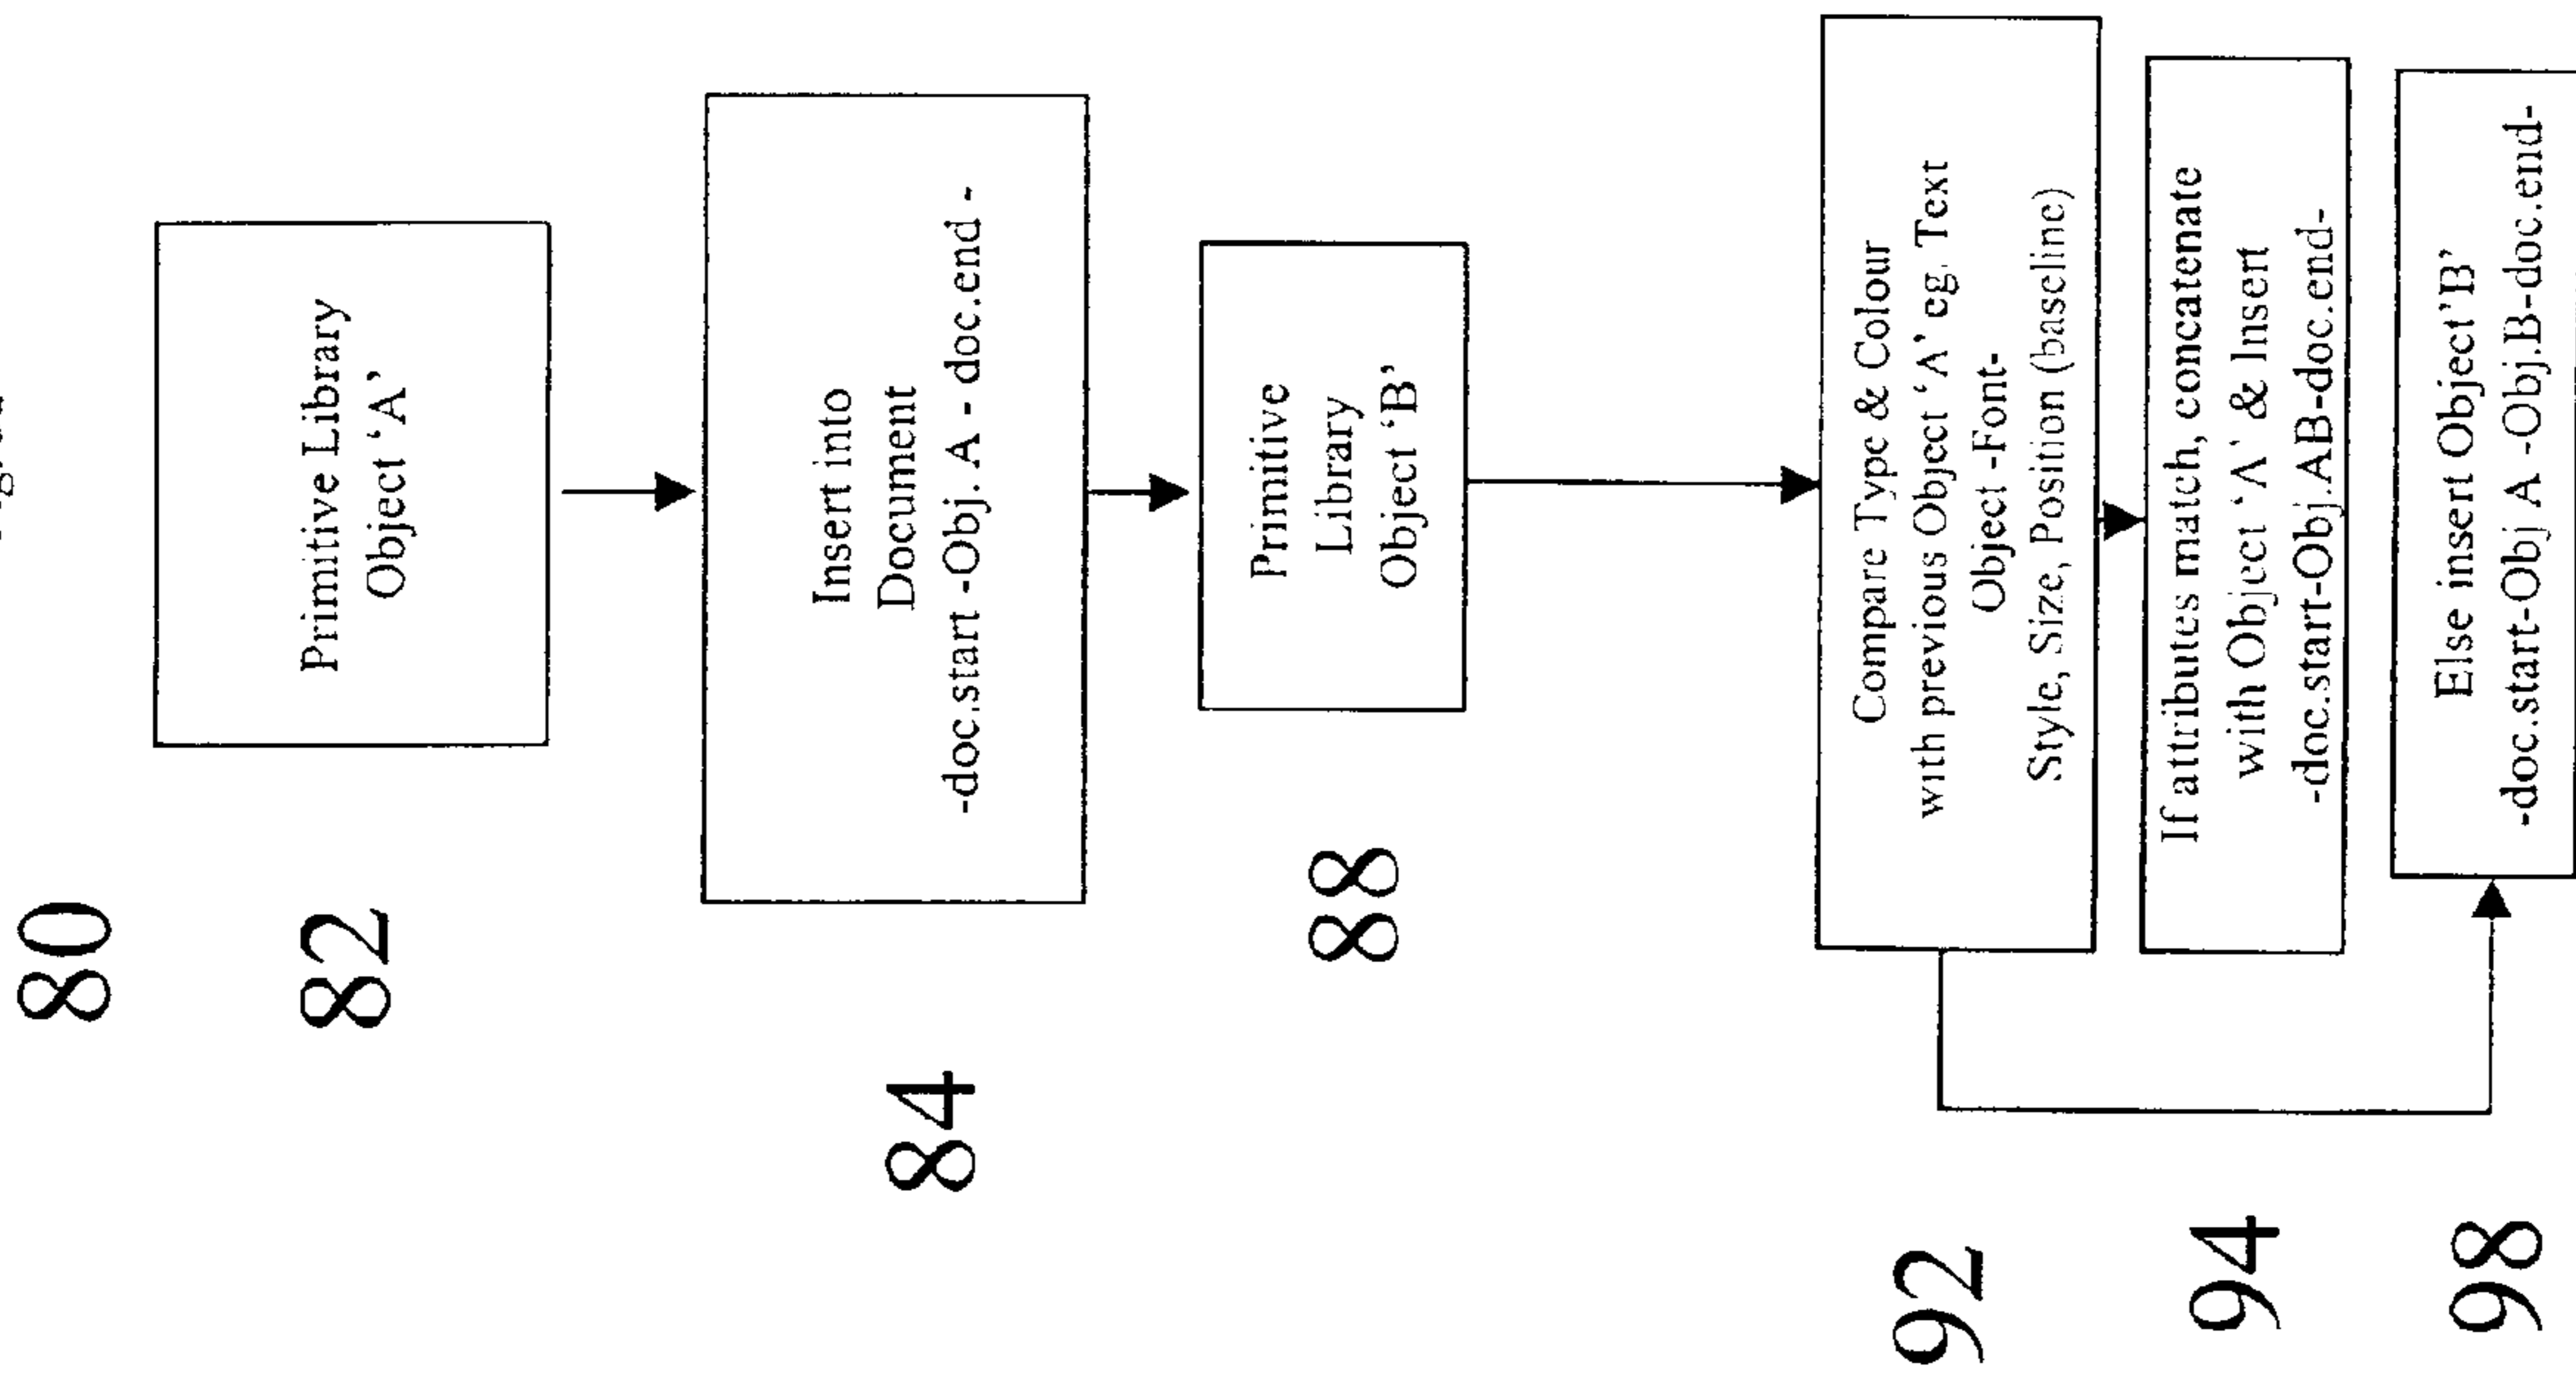 80
82
Primitive Library
Object ‘A’
84
Insert into
Document
-doc.start -Obj. A - doc.end -
88
Primitive
Library
Object ‘B’
92
Compare Type & Colour
with previous Object ‘A’ eg. Text
Object -Font-
Style, Size, Position (baseline)
94
If attributes match, concatenate
with Object ‘A’ & Insert
-doc.start-Obj.AB-doc.end-
98
Else insert Object’B’
-doc.start-Obj A -Obj.B-doc.end-